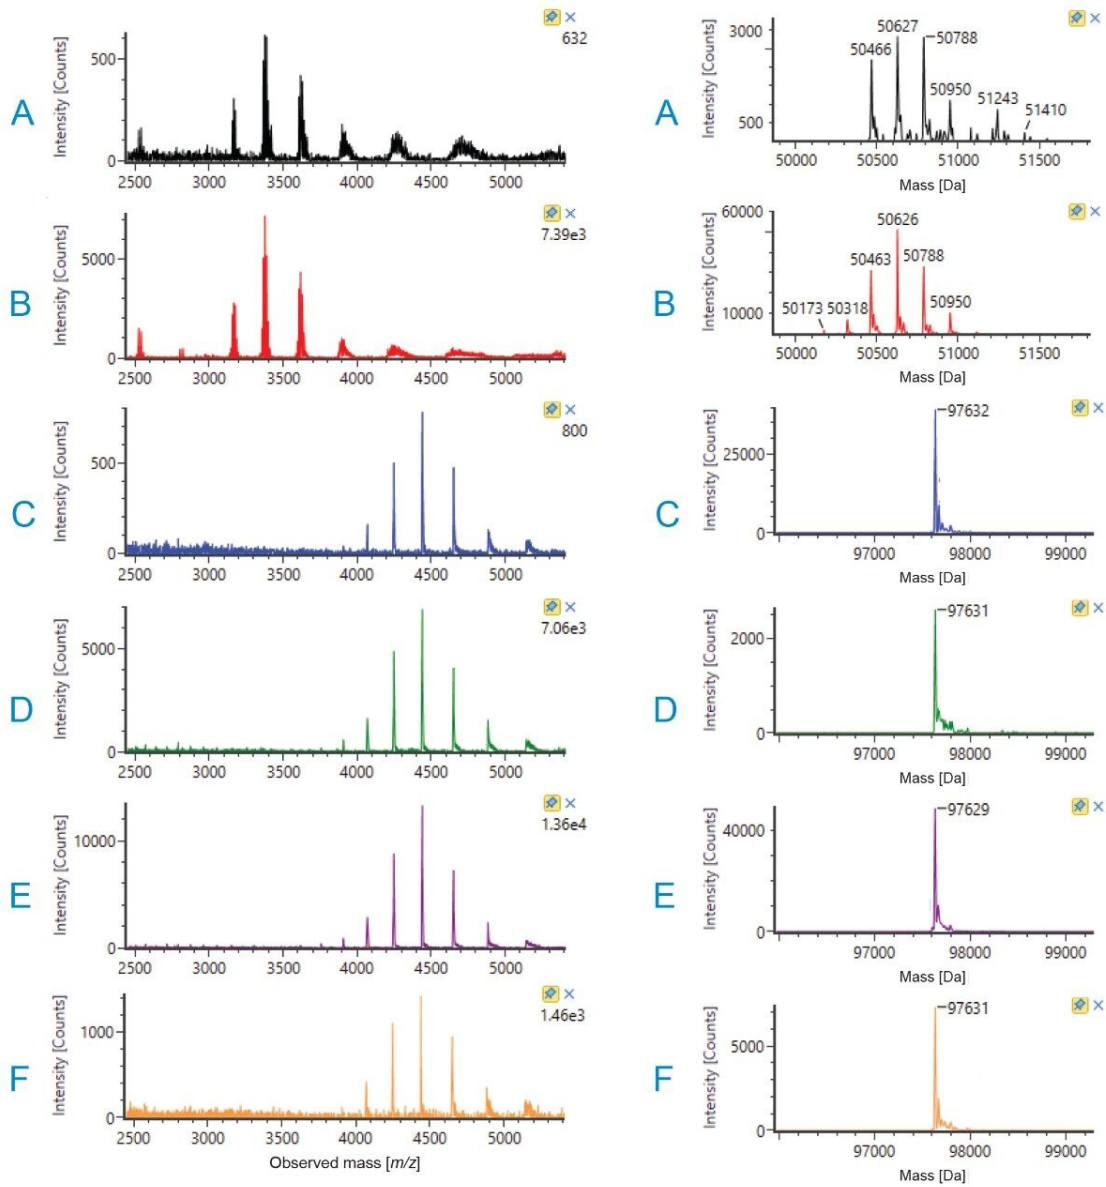 A
Intensity [Counts]
632
500
0
2500 3000 3500 4000 4500 5000
A
Intensity [Counts]
3000
500
50466
50627
50788
50950
51243
51410
50000 50500 51000 51500
Mass [Da]
B
Intensity [Counts]
7.39e3
5000
0
2500 3000 3500 4000 4500 5000
B
Intensity [Counts]
60000
10000
50173
50318
50463
50626
50788
50950
50000 50500 51000 51500
Mass [Da]
C
Intensity [Counts]
800
500
0
2500 3000 3500 4000 4500 5000
C
Intensity [Counts]
25000
0
97632
97000 98000 99000
Mass [Da]
D
Intensity [Counts]
7.06e3
5000
0
2500 3000 3500 4000 4500 5000
D
Intensity [Counts]
2000
0
97631
97000 98000 99000
Mass [Da]
E
Intensity [Counts]
1.36e4
10000
0
2500 3000 3500 4000 4500 5000
E
Intensity [Counts]
40000
0
97629
97000 98000 99000
Mass [Da]
F
Intensity [Counts]
1.46e3
1000
0
2500 3000 3500 4000 4500 5000
Observed mass [m/z]
F
Intensity [Counts]
5000
0
97631
97000 98000 99000
Mass [Da]